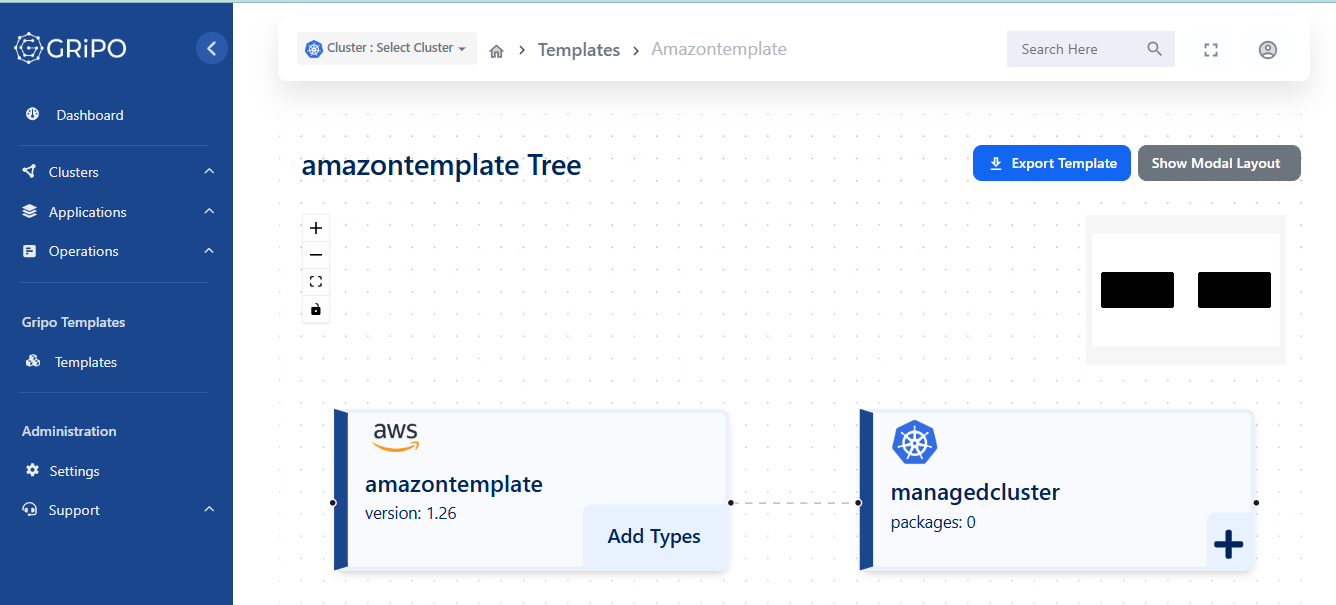 GRiPO
Cluster : Select Cluster
Templates
Amazontemplate
Search Here
Dashboard
Clusters
Applications
Operations
Gripo Templates
Templates
Administration
Settings
Support
amazontemplate Tree
Export Template
Show Modal Layout
aws
amazontemplate
version: 1.26
Add Types
managedcluster
packages: 0